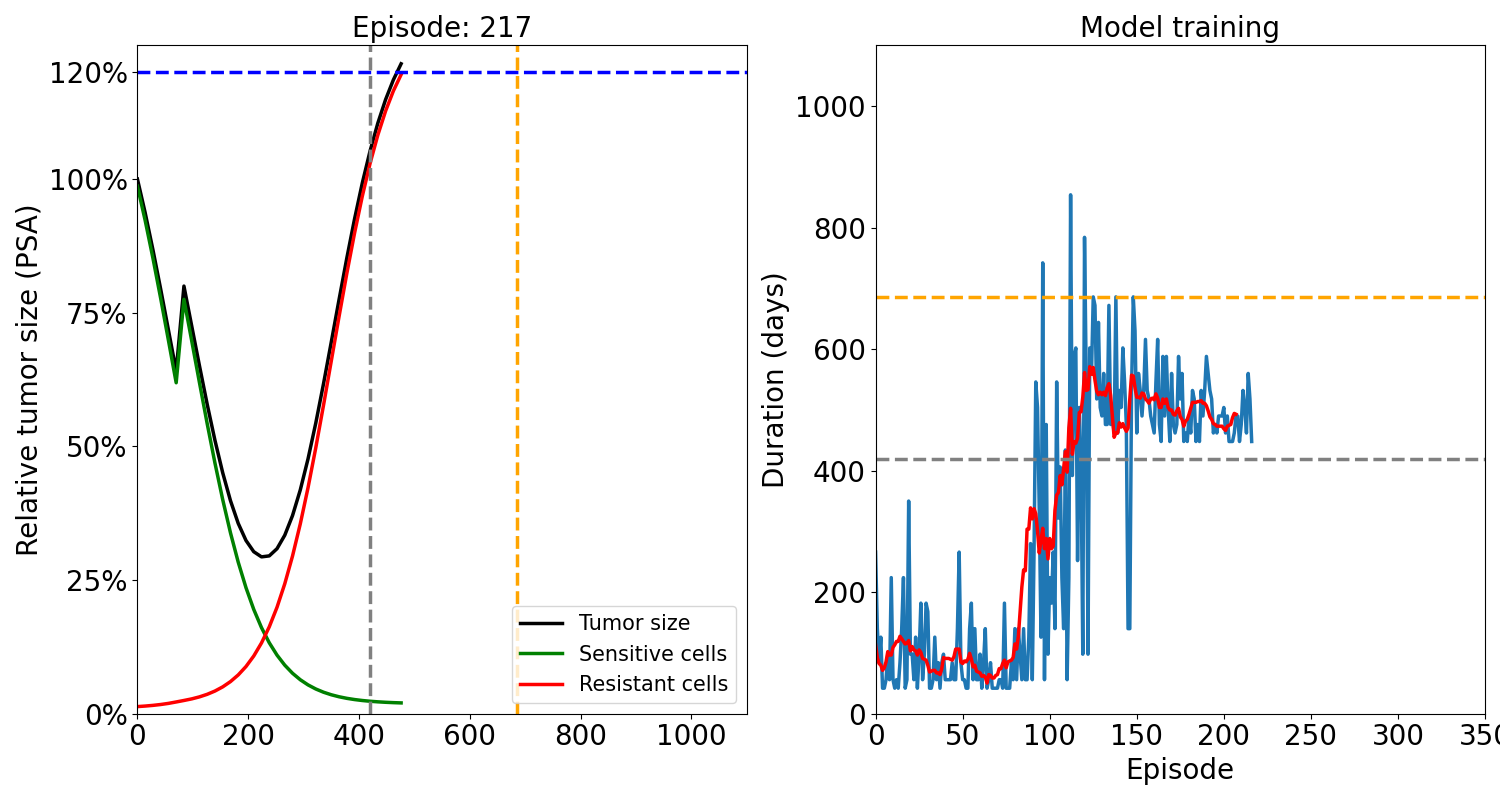 Episode: 217
Relative tumor size (PSA)
120%
100%
75%
50%
25%
0%
0 200 400 600 800 1000
Tumor size
Sensitive cells
Resistant cells
Model training
Duration (days)
1000
800
600
400
200
0
0 50 100 150 200 250 300 350
Episode